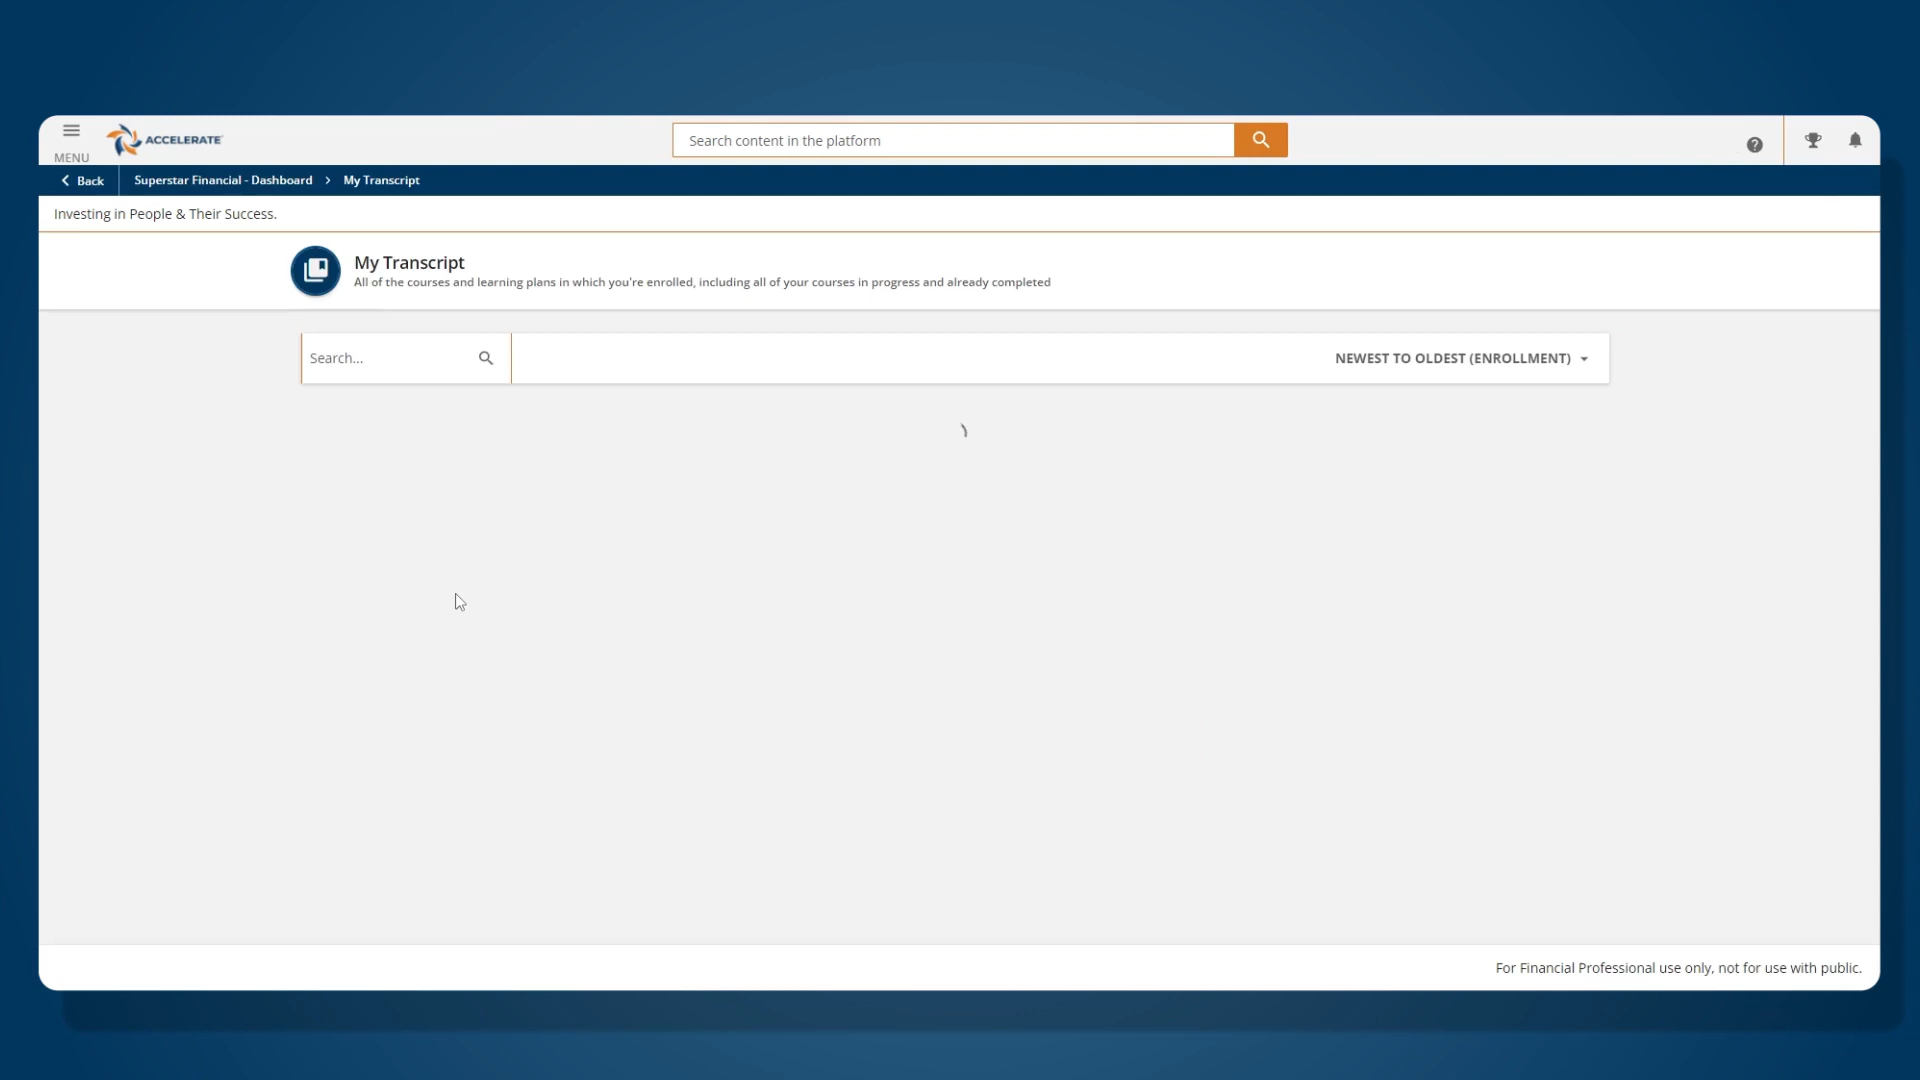 MENU
ACCELERATE
Search content in the platform
Back
Superstar Financial - Dashboard > My Transcript
Investing in People & Their Success.
My Transcript
All of the courses and learning plans in which you're enrolled, including all of your courses in progress and already completed
Search...
NEWEST TO OLDEST (ENROLLMENT)
For Financial Professional use only, not for use with public.